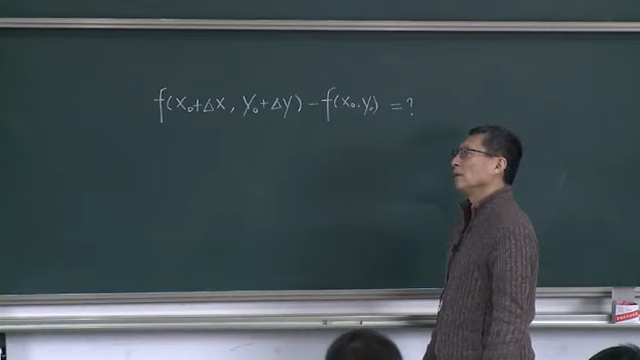 f(x₀+Δx, y₀+Δy) − f(x₀, y₀) = ?